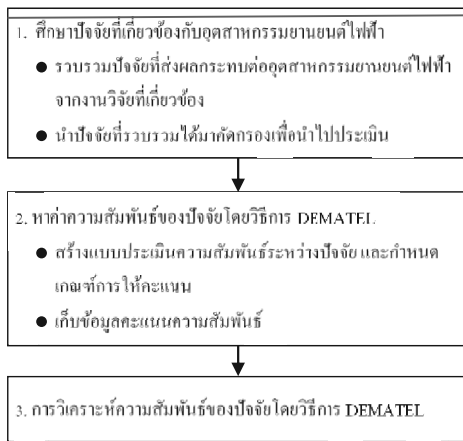 1. ศึกษาปัจจัยที่เกี่ยวข้องกับอุตสาหกรรมยานยนต์ไฟฟ้า
● รวบรวมปัจจัยที่ส่งผลกระทบต่ออุตสาหกรรมยานยนต์ไฟฟ้า
จากงานวิจัยที่เกี่ยวข้อง
● นำปัจจัยที่รวบรวมได้มาคัดกรองเพื่อนำไปประเมิน
2. หาค่าความสัมพันธ์ของปัจจัยโดยวิธีการ DEMATEL
● สร้างแบบประเมินความสัมพันธ์ระหว่างปัจจัย และกำหนด
เกณฑ์การให้คะแนน
● เก็บข้อมูลคะแนนความสัมพันธ์
3. การวิเคราะห์ความสัมพันธ์ของปัจจัยโดยวิธีการ DEMATEL